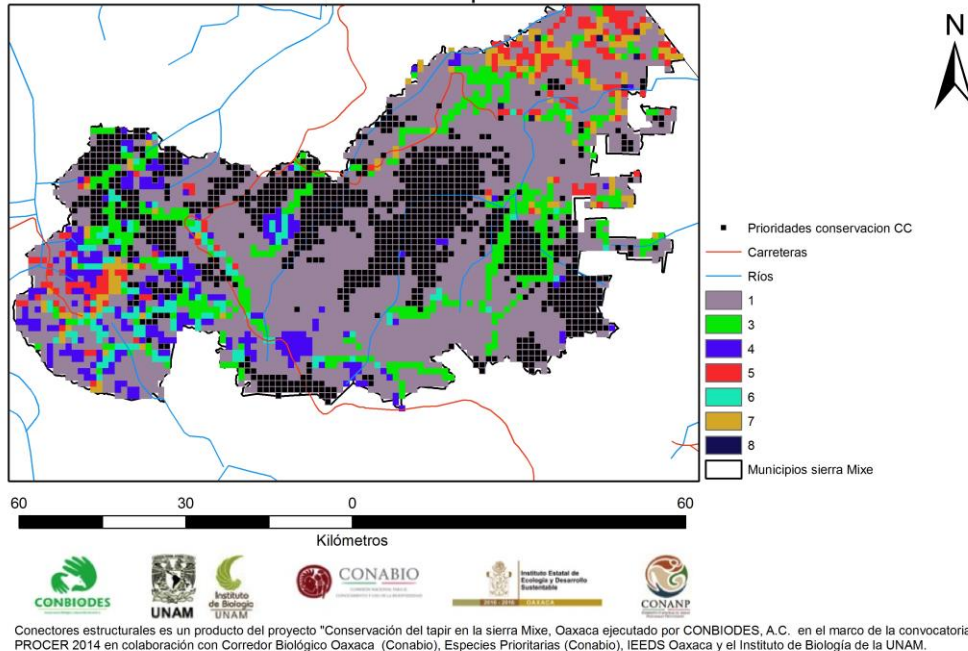 N
Prioridades conservacion CC
Carreteras
Ríos
1
3
4
5
6
7
8
Municipios sierra Mixe
60
30
0
60
Kilómetros
CONBIODES
UNAM
Instituto
de Biología
UNAM
CONABIO
Instituto Estatal de
Ecología y Desarrollo
Sustentable
2010 - 2016 OAXACA
CONANP
Conectores estructurales es un producto del proyecto "Conservación del tapir en la sierra Mixe, Oaxaca ejecutado por CONBIODES, A.C. en el marco de la convocatoria
PROCER 2014 en colaboración con Corredor Biológico Oaxaca (Conabio), Especies Prioritarias (Conabio), IEEDS Oaxaca y el Instituto de Biología de la UNAM.